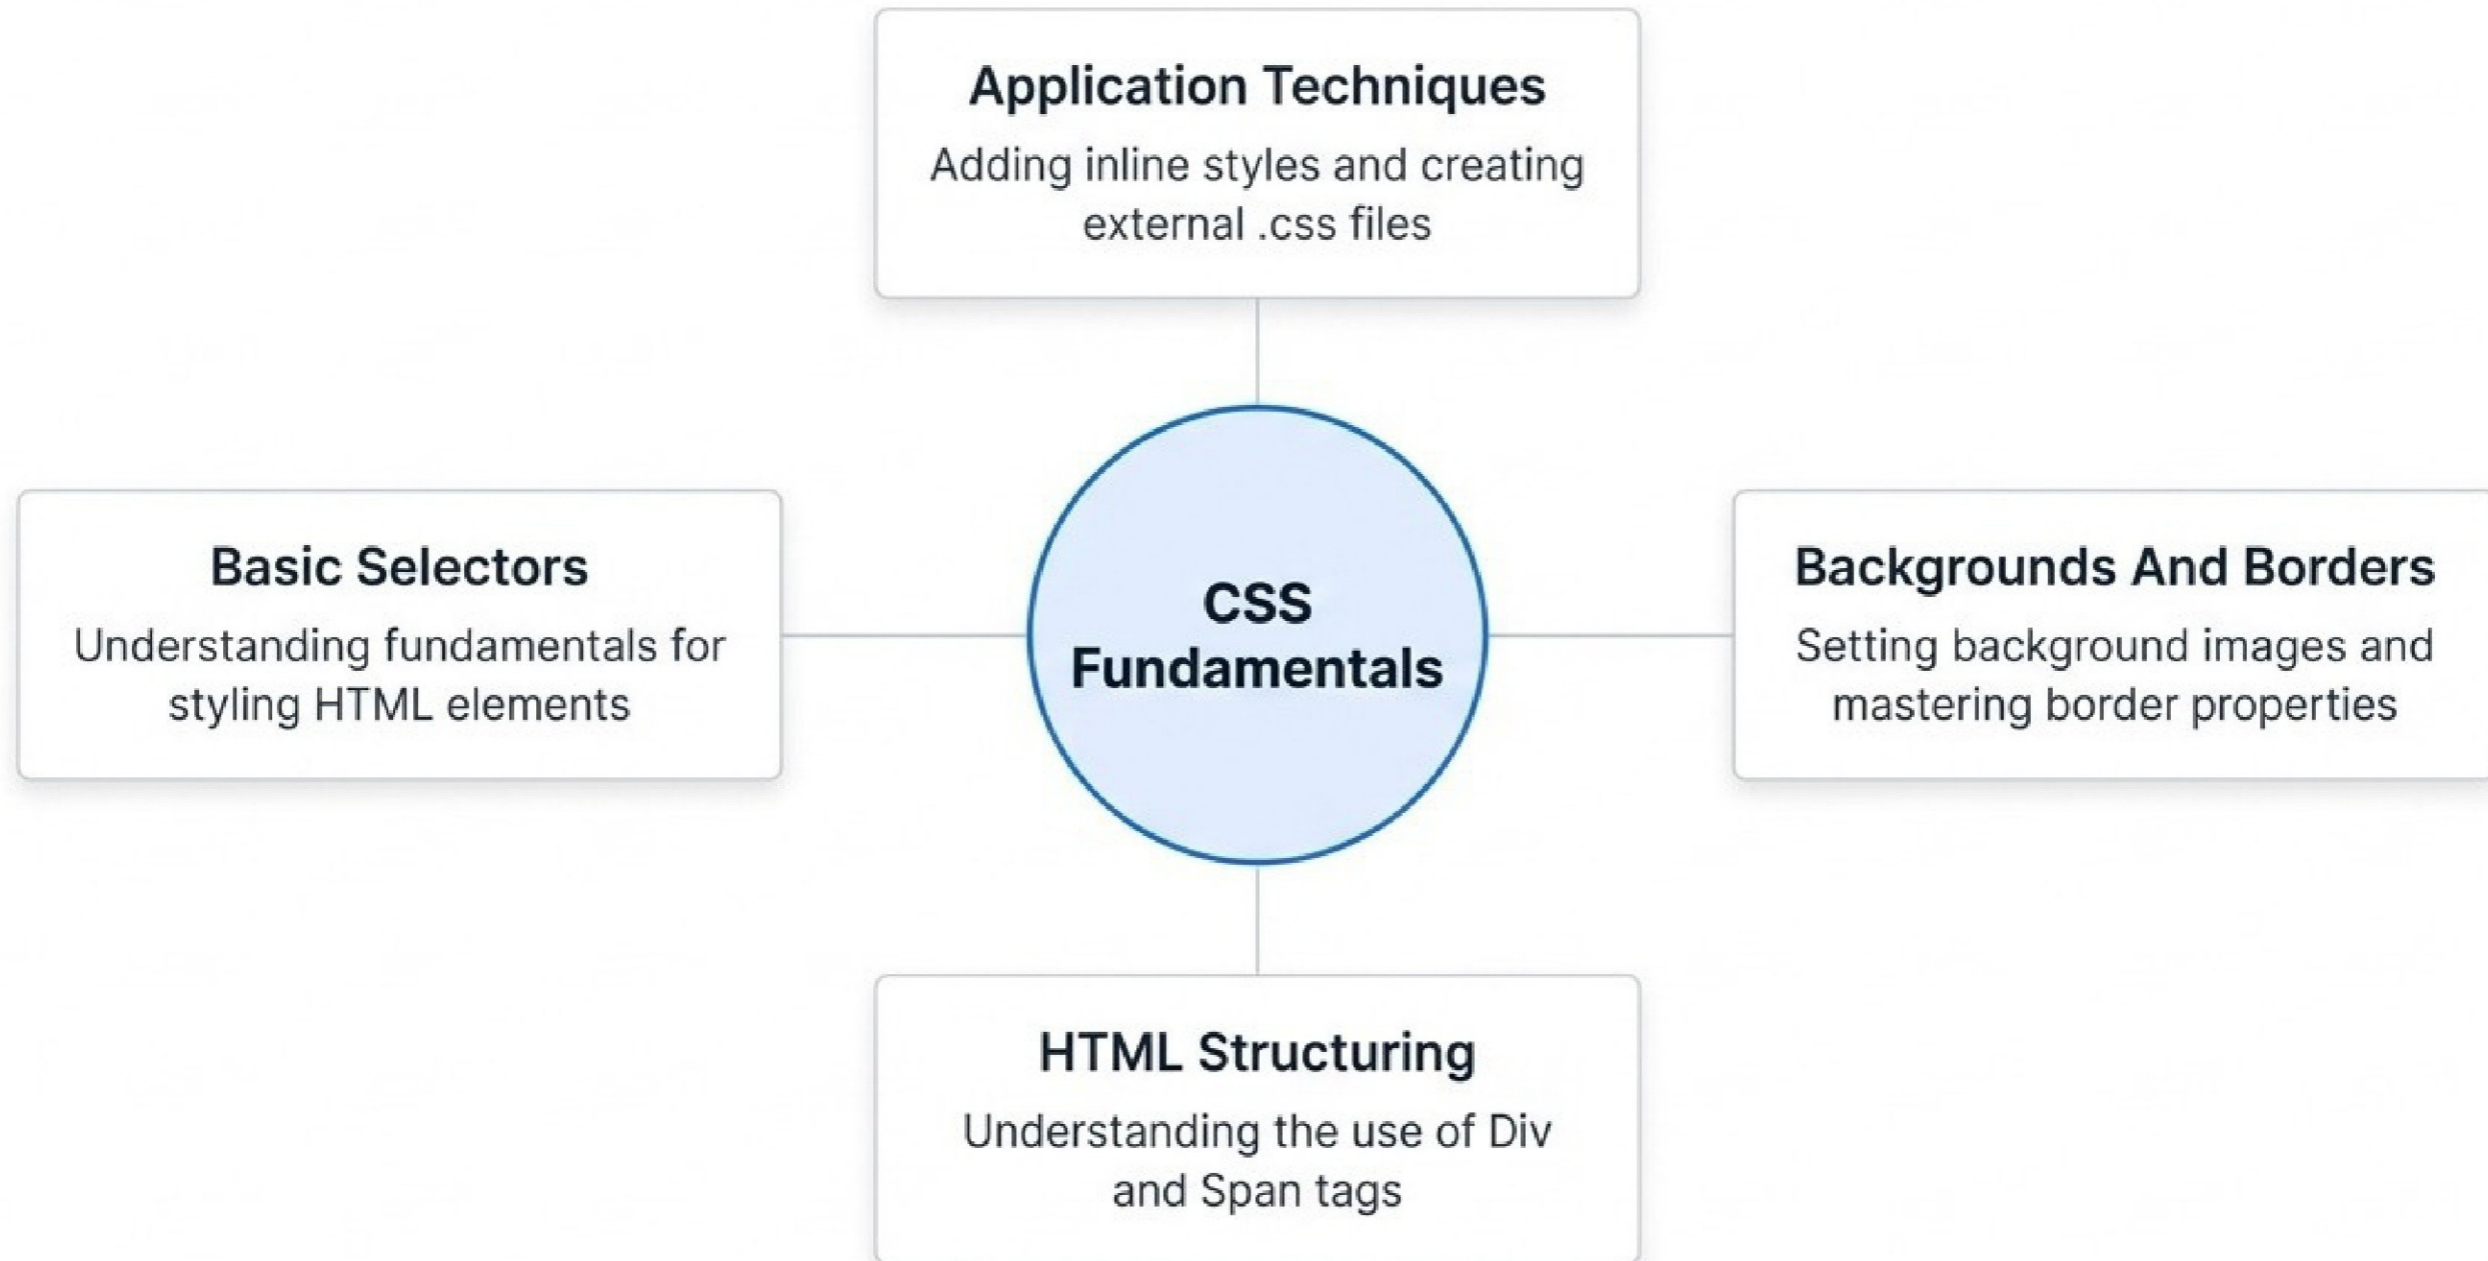 Application Techniques
Adding inline styles and creating
external .css files
Basic Selectors
Understanding fundamentals for
styling HTML elements
CSS
Fundamentals
Backgrounds And Borders
Setting background images and
mastering border properties
HTML Structuring
Understanding the use of Div
and Span tags